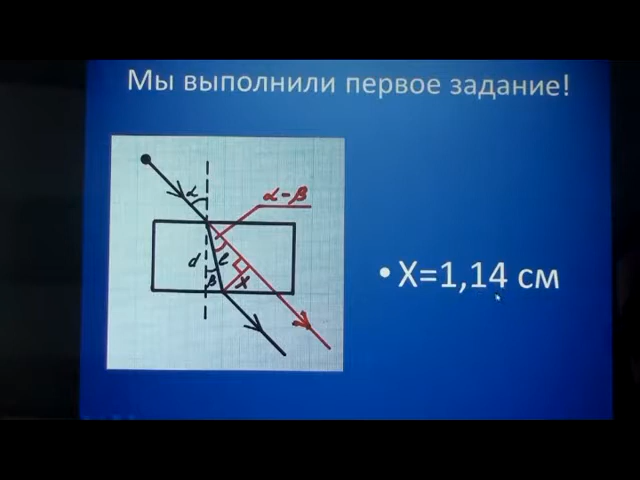 Мы выполнили первое задание!
α
α-β
d
ℓ
β
X
• X=1,14 см